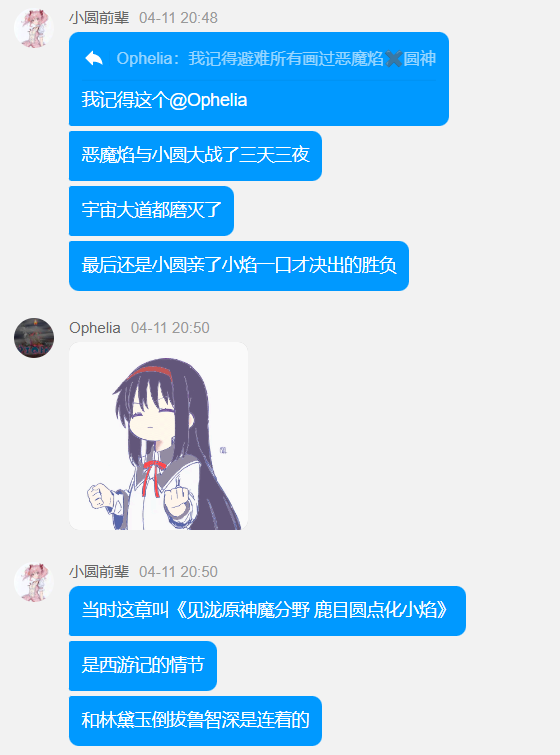 小圆前辈 04-11 20:48
Ophelia：我记得避难所有画过恶魔焰✖圆神
我记得这个@Ophelia
恶魔焰与小圆大战了三天三夜
宇宙大道都磨灭了
最后还是小圆亲了小焰一口才决出的胜负
Ophelia 04-11 20:50
小圆前辈 04-11 20:50
当时这章叫《见泷原神魔分野 鹿目圆点化小焰》
是西游记的情节
和林黛玉倒拔鲁智深是连着的